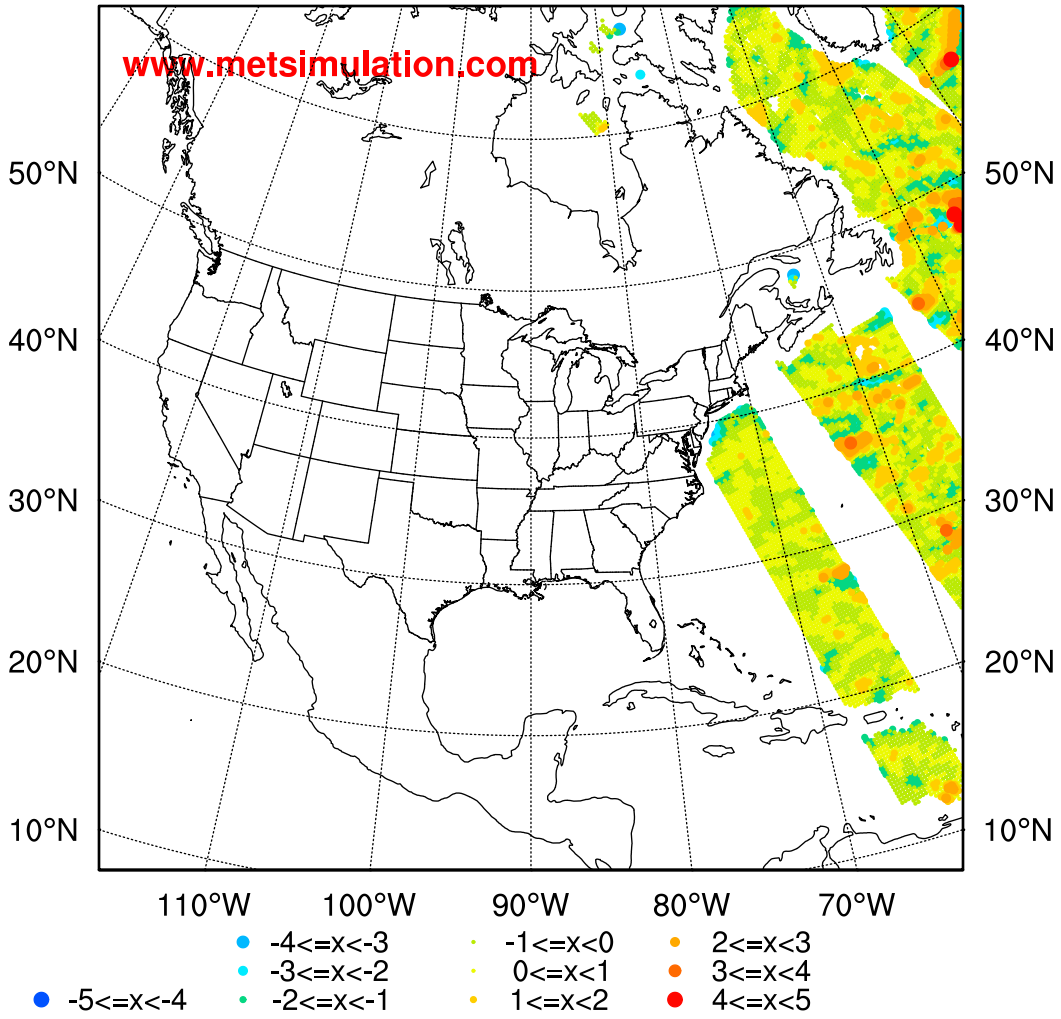 www.metsimulation.com
50°N 50°N
40°N 40°N
30°N 30°N
20°N 20°N
10°N 10°N
110°W 100°W 90°W 80°W 70°W
-4<=x<-3 -1<=x<0 2<=x<3
-3<=x<-2 0<=x<1 3<=x<4
-5<=x<-4 -2<=x<-1 1<=x<2 4<=x<5